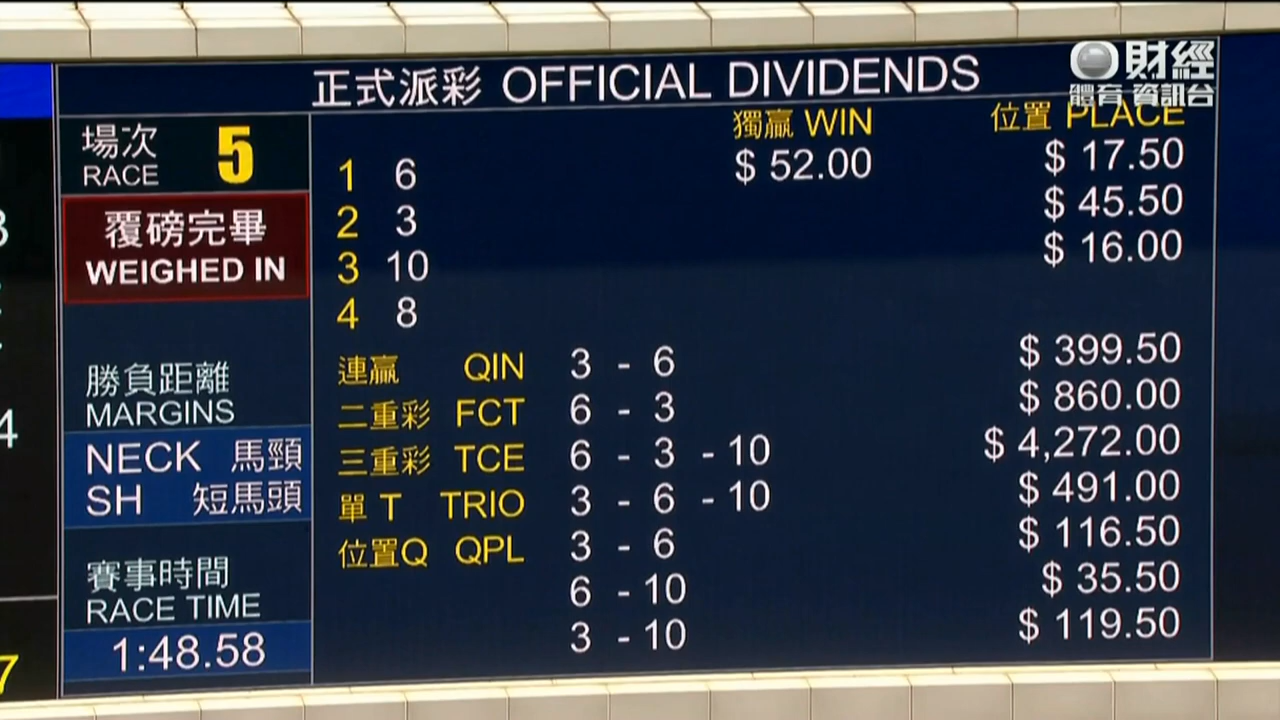 正式派彩 OFFICIAL DIVIDENDS
財經
體育 資訊台
場次
RACE
5
覆磅完畢
WEIGHED IN
獨贏 WIN
位置 PLACE
1 6 $ 52.00 $ 17.50
2 3 $ 45.50
3 10 $ 16.00
4 8
勝負距離
MARGINS
NECK 馬頸
SH 短馬頭
賽事時間
RACE TIME
1:48.58
連贏 QIN 3 - 6 $ 399.50
二重彩 FCT 6 - 3 $ 860.00
三重彩 TCE 6 - 3 - 10 $ 4,272.00
單T TRIO 3 - 6 - 10 $ 491.00
位置Q QPL 3 - 6 $ 116.50
6 - 10 $ 35.50
3 - 10 $ 119.50
4
7